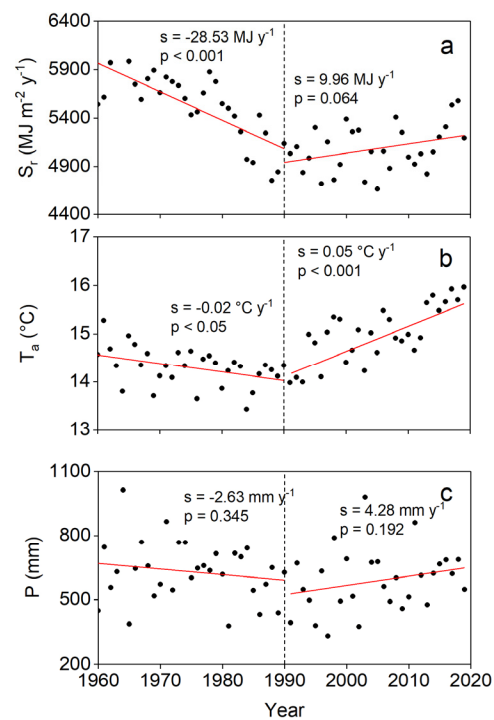 6400
5900
5400
4900
4400
Sᵣ (MJ m⁻² y⁻¹)
s = -28.53 MJ y⁻¹
p < 0.001
a
s = 9.96 MJ y⁻¹
p = 0.064
17
16
15
14
13
Tₐ (°C)
b
s = 0.05 °C y⁻¹
p < 0.001
s = -0.02 °C y⁻¹
p < 0.05
1100
800
500
200
P (mm)
c
s = -2.63 mm y⁻¹
p = 0.345
s = 4.28 mm y⁻¹
p = 0.192
1960 1970 1980 1990 2000 2010 2020
Year